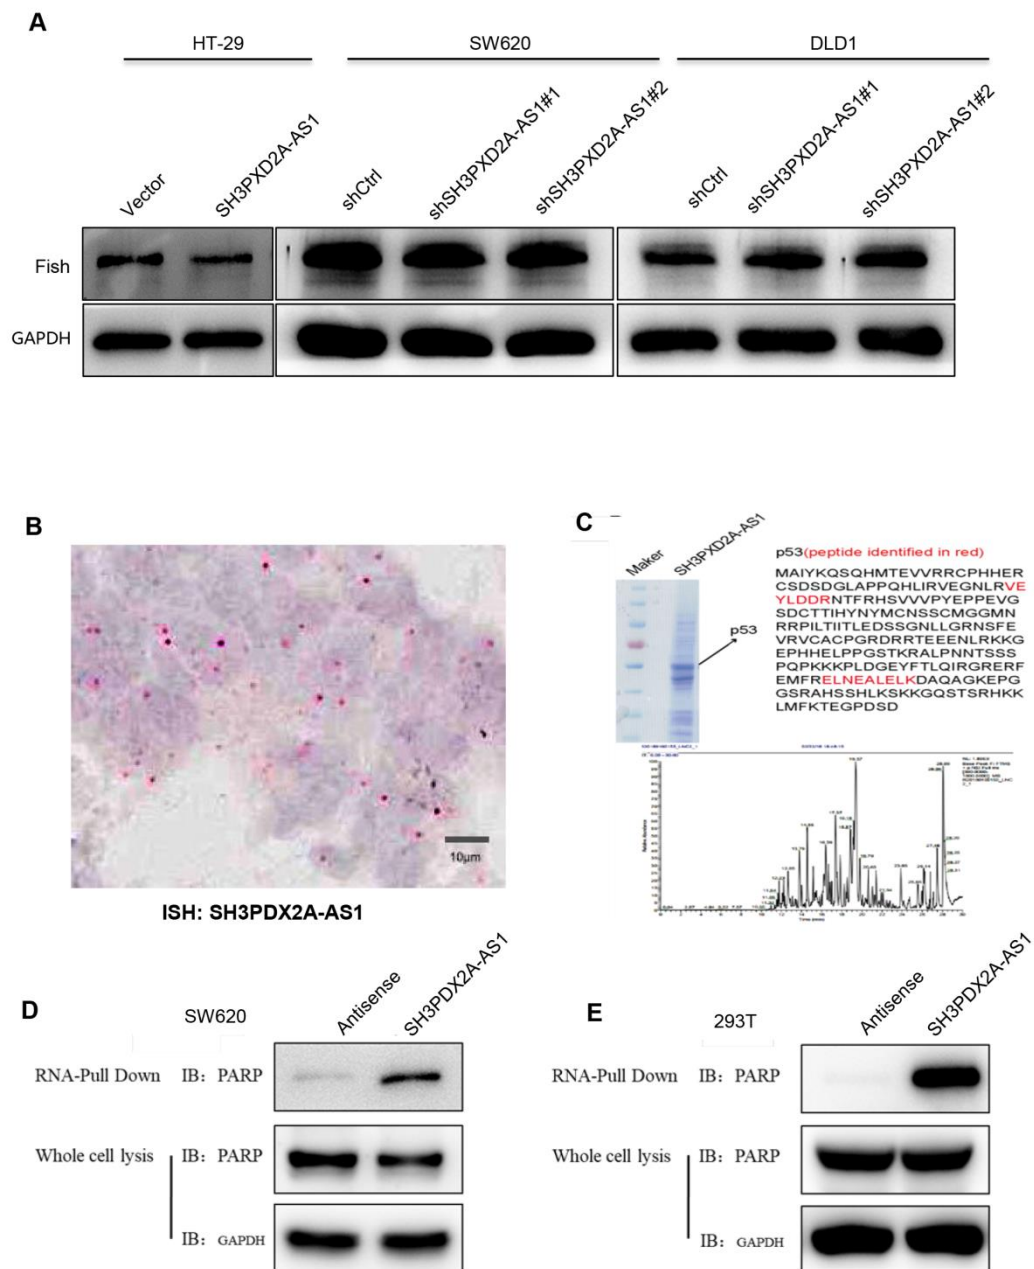 A
HT-29
SW620
DLD1
Vector
SH3PXD2A-AS1
shCtrl
shSH3PXD2A-AS1#1
shSH3PXD2A-AS1#2
shCtrl
shSH3PXD2A-AS1#1
shSH3PXD2A-AS1#2
Fish
GAPDH
B
10μm
ISH: SH3PDX2A-AS1
C
Maker
SH3PXD2A-AS1
p53
p53(peptide identified in red)
MAIYKQSQHMTEVVRRCPHHER
CSDSDGLAPPQHLIRVEGNLRVE
YLDDRNTFRHSVVVPYEPPEVG
SDCTTIHYNYMCNSSCMGGMN
RRPILTIITLEDSSGNLLGRNSFE
VRVCACPGRDRRTEEENLRKKG
EPHHELPPGSTKRALPNNTSSS
PQPKKKPLDGEYFTLQIRGRERF
EMFRELNEALELKDAQAGKEPG
GSRAHSSHLKSKKGQSTSRHKK
LMFKTEGPDSD
Time (min)
D
SW620
Antisense
SH3PDX2A-AS1
RNA-Pull Down IB: PARP
Whole cell lysis IB: PARP
IB: GAPDH
E
293T
Antisense
SH3PDX2A-AS1
RNA-Pull Down IB: PARP
Whole cell lysis IB: PARP
IB: GAPDH